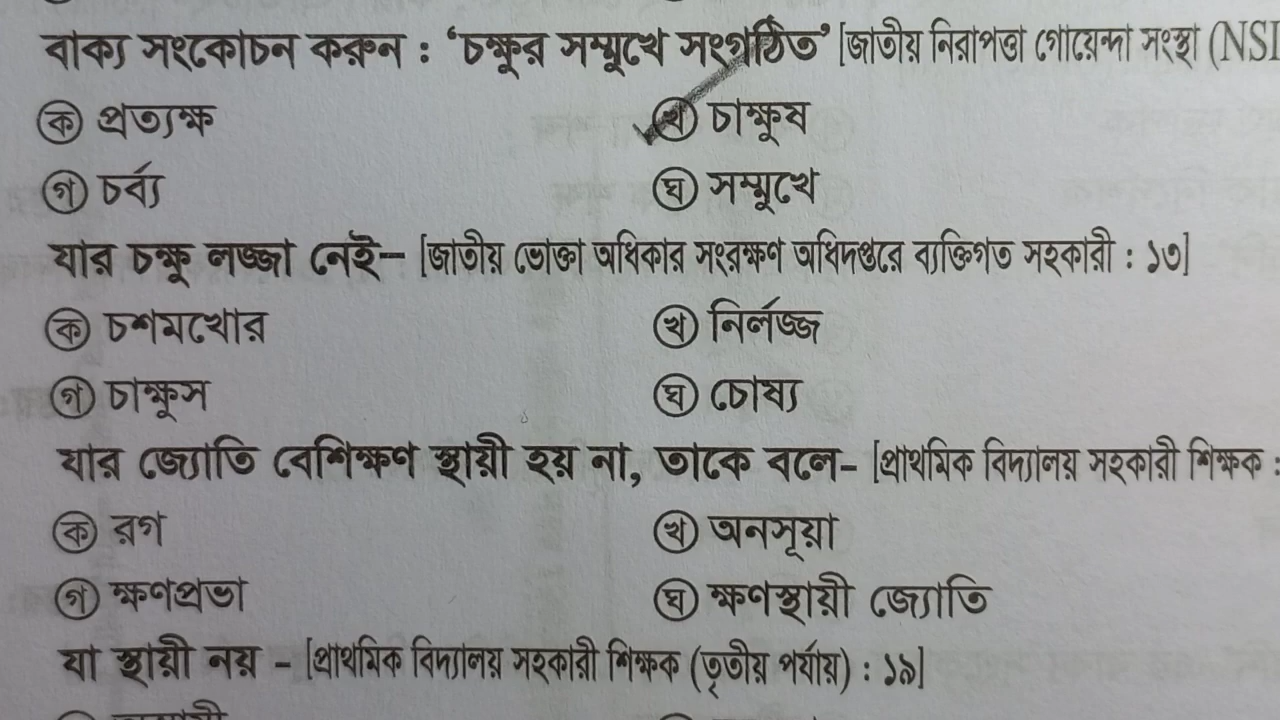 বাক্য সংকোচন করুন : ‘চক্ষুর সম্মুখে সংগঠিত’ [জাতীয় নিরাপত্তা গোয়েন্দা সংস্থা (NSI
ক প্রত্যক্ষ খ চাক্ষুষ
গ চর্ব্য ঘ সম্মুখে
যার চক্ষু লজ্জা নেই– [জাতীয় ভোক্তা অধিকার সংরক্ষণ অধিদপ্তরে ব্যক্তিগত সহকারী : ১৩]
ক চশমখোর খ নির্লজ্জ
গ চাক্ষুস ঘ চোষ্য
যার জ্যোতি বেশিক্ষণ স্থায়ী হয় না, তাকে বলে– [প্রাথমিক বিদ্যালয় সহকারী শিক্ষক :
ক রগ খ অনসূয়া
গ ক্ষণপ্রভা ঘ ক্ষণস্থায়ী জ্যোতি
যা স্থায়ী নয় – [প্রাথমিক বিদ্যালয় সহকারী শিক্ষক (তৃতীয় পর্যায়) : ১৯]